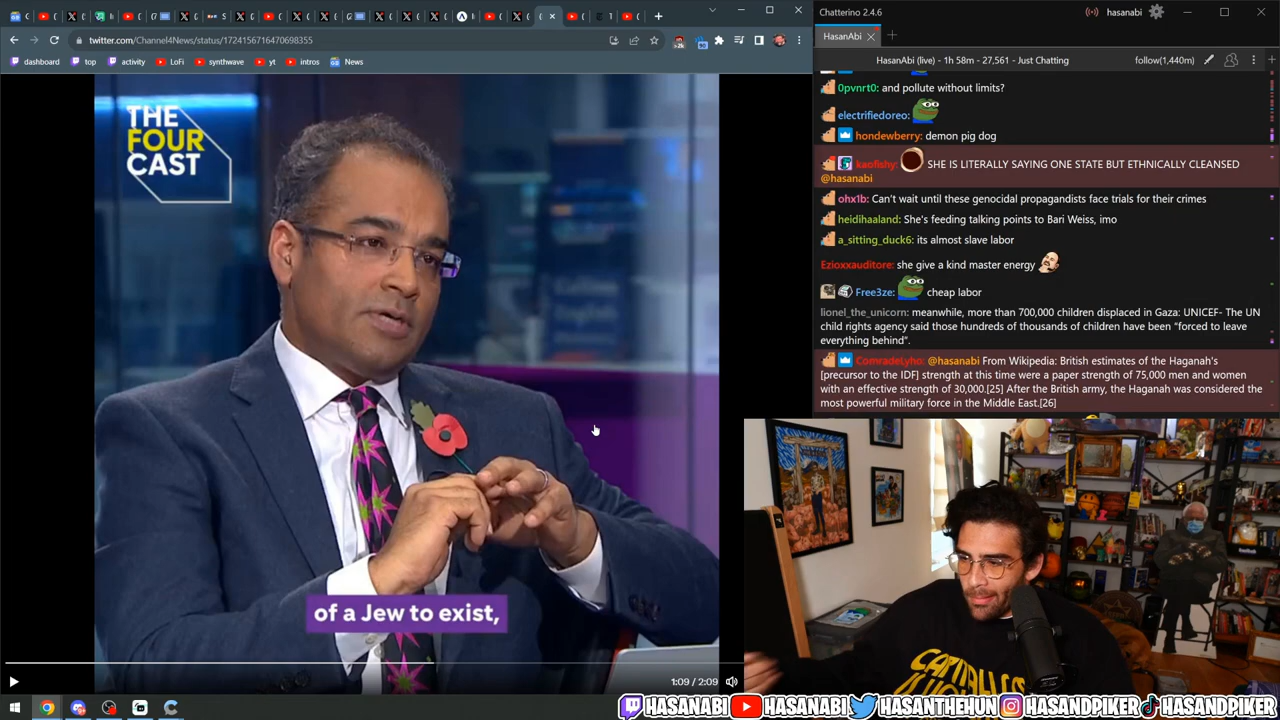 twitter.com/Channel4News/status/1724156716470698355
dashboard
top
activity
LoFi
synthwave
yt
intros
News
THE
FOUR
CAST
of a Jew to exist,
1:09 / 2:09
Chatterino 2.4.6
hasanabi
HasanAbi
HasanAbi (live) - 1h 58m - 27,561 - Just Chatting
follow(1,440m)
0pvnrt0: and pollute without limits?
electrifiedoreo:
hondewberry: demon pig dog
kaofishy: SHE IS LITERALLY SAYING ONE STATE BUT ETHNICALLY CLEANSED
@hasanabi
ohx1b: Can't wait until these genocidal propagandists face trials for their crimes
heidihaaland: She's feeding talking points to Bari Weiss, imo
a_sitting_duck6: its almost slave labor
Ezioxxauditore: she give a kind master energy
Free3ze: cheap labor
lionel_the_unicorn: meanwhile, more than 700,000 children displaced in Gaza: UNICEF- The UN
child rights agency said those hundreds of thousands of children have been "forced to leave
everything behind".
ComradeLyho: @hasanabi From Wikipedia: British estimates of the Haganah's
[precursor to the IDF] strength at this time were a paper strength of 75,000 men and women
with an effective strength of 30,000.[25] After the British army, the Haganah was considered the
most powerful military force in the Middle East.[26]
HASANABI
HASANABI
HASANTHEHUN
HASANDPIKER
HASANDPIKER